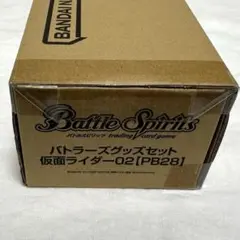 BANDAI N
Battle Spirits
バトルスピリッツ trading card game
バトラーズグッズセット
仮面ライダー02【PB28】